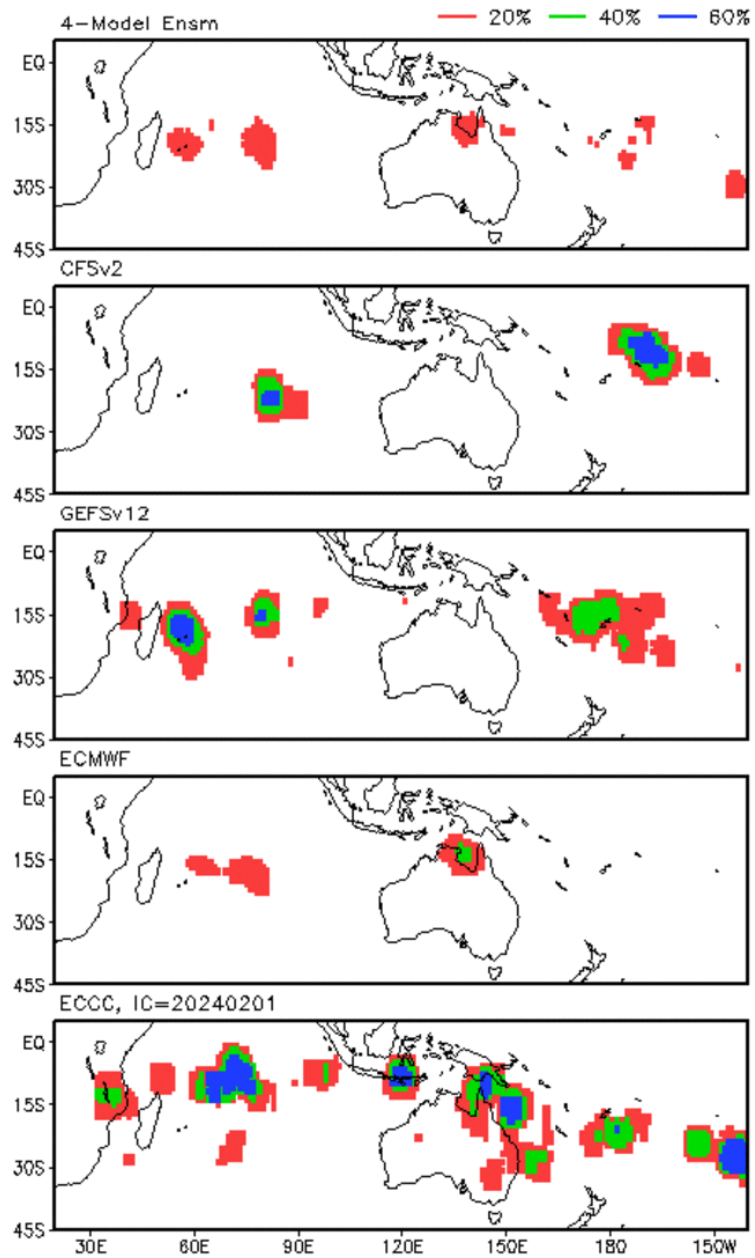 4-Model Ensm 20% 40% 60%
EQ
15S
30S
45S
CFSv2
EQ
15S
30S
45S
GEFSv12
EQ
15S
30S
45S
ECMWF
EQ
15S
30S
45S
ECCC, IC=20240201
EQ
15S
30S
45S
30E 60E 90E 120E 150E 180 150W